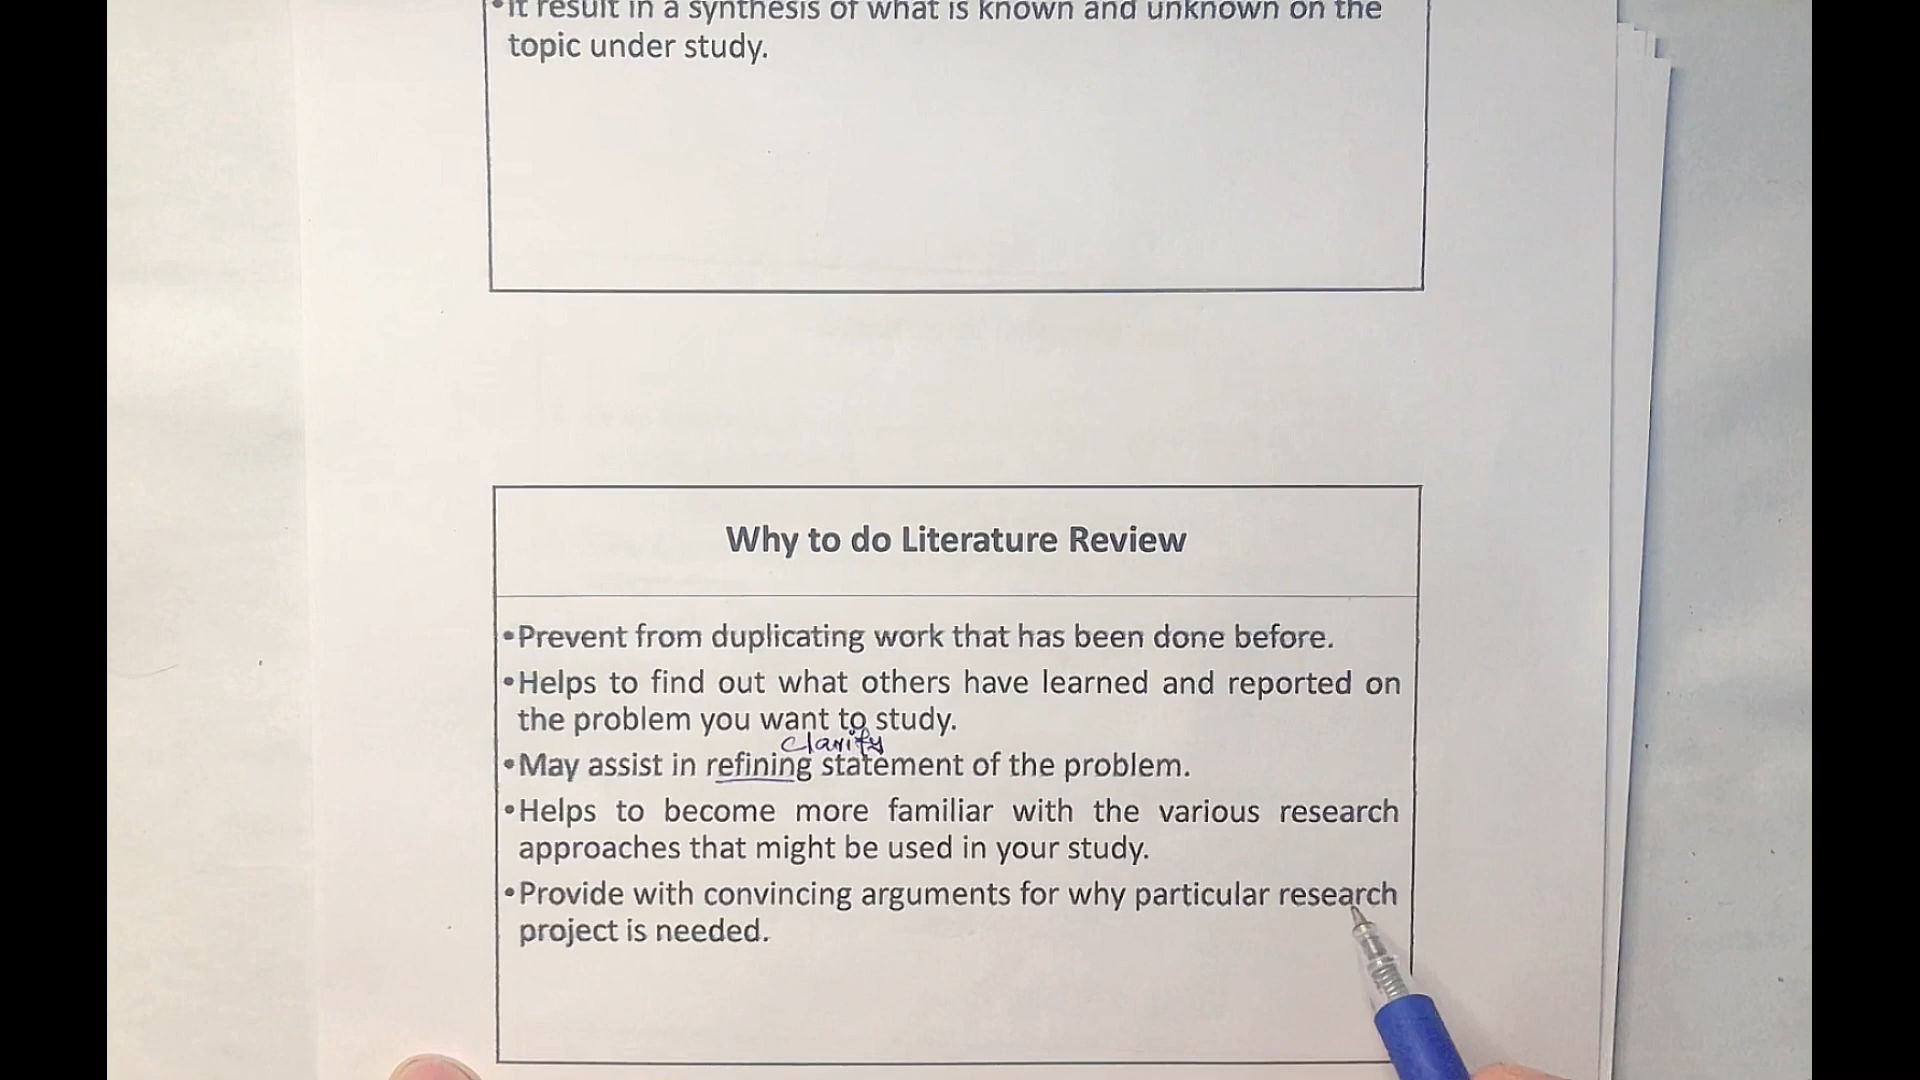 •It result in a synthesis of what is known and unknown on the
topic under study.
Why to do Literature Review
•Prevent from duplicating work that has been done before.
•Helps to find out what others have learned and reported on
the problem you want to study.
clarify
•May assist in refining statement of the problem.
•Helps to become more familiar with the various research
approaches that might be used in your study.
•Provide with convincing arguments for why particular research
project is needed.